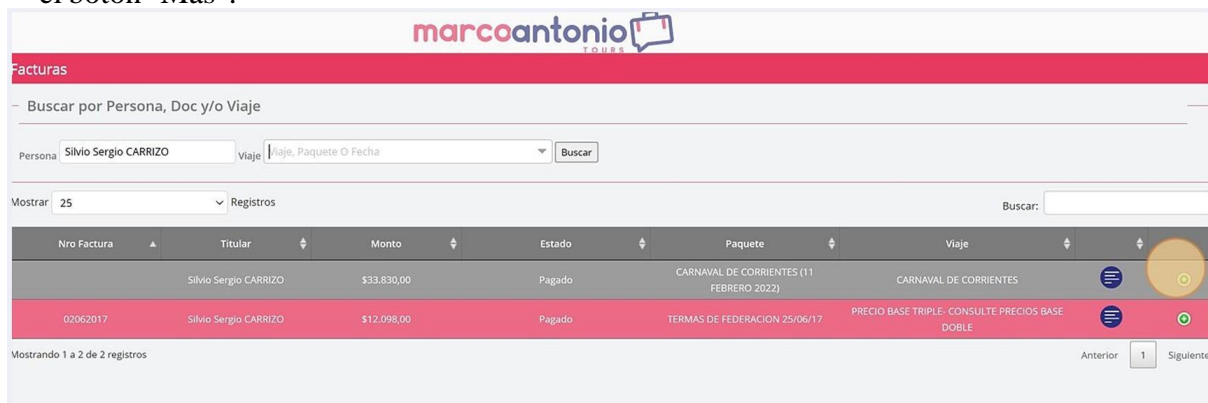 el botón "Más".
marcoantonio
TOURS
Facturas
Buscar por Persona, Doc y/o Viaje
Persona Silvio Sergio CARRIZO Viaje Viaje, Paquete O Fecha Buscar
Mostrar 25 Registros Buscar:
Nro Factura Titular Monto Estado Paquete Viaje
Silvio Sergio CARRIZO $33.830,00 Pagado CARNAVAL DE CORRIENTES (11 FEBRERO 2022) CARNAVAL DE CORRIENTES
02062017 Silvio Sergio CARRIZO $12.098,00 Pagado TERMAS DE FEDERACION 25/06/17 PRECIO BASE TRIPLE- CONSULTE PRECIOS BASE DOBLE
Mostrando 1 a 2 de 2 registros Anterior 1 Siguiente